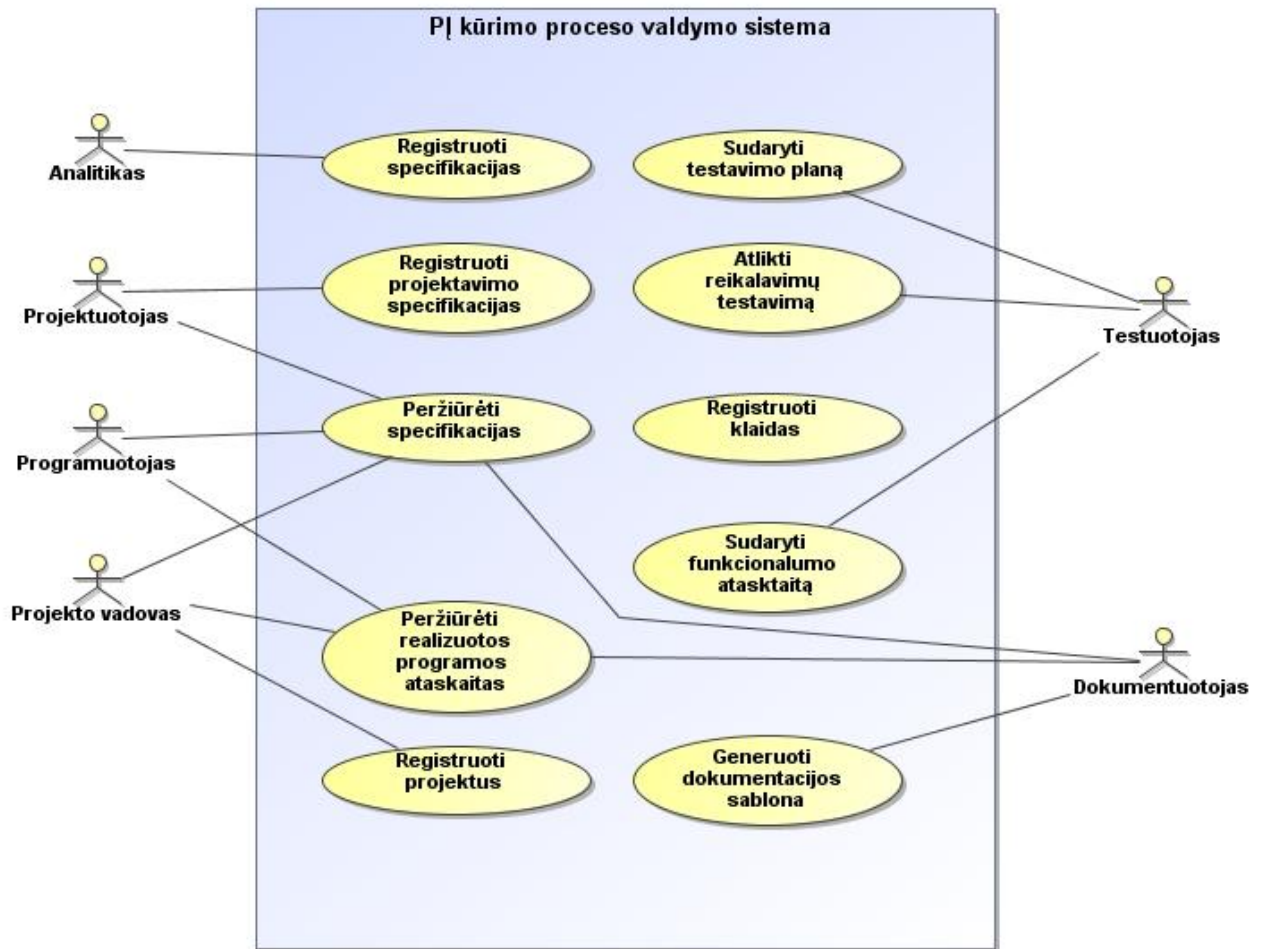 PĮ kūrimo proceso valdymo sistema
Analitikas
Projektuotojas
Programuotojas
Projekto vadovas
Registruoti
specifikacijas
Registruoti
projektavimo
specifikacijas
Peržiūrėti
specifikacijas
Peržiūrėti
realizuotos
programos
ataskaitas
Registruoti
projektus
Sudaryti
testavimo planą
Atlikti
reikalavimų
testavimą
Registruoti
klaidas
Sudaryti
funkcionalumo
atasktaitą
Generuoti
dokumentacijos
sablona
Testuotojas
Dokumentuotojas